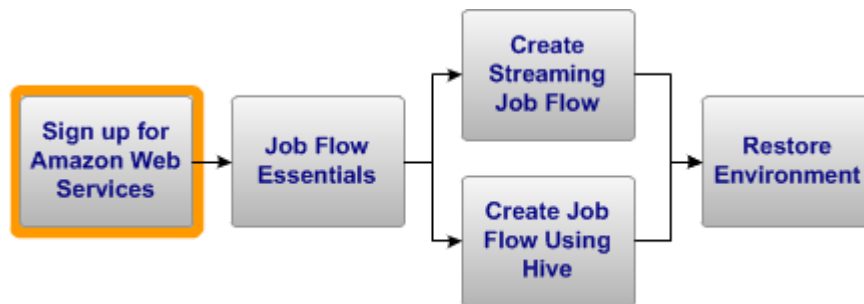 Sign up for
Amazon Web
Services
Job Flow
Essentials
Create
Streaming
Job Flow
Create Job
Flow Using
Hive
Restore
Environment